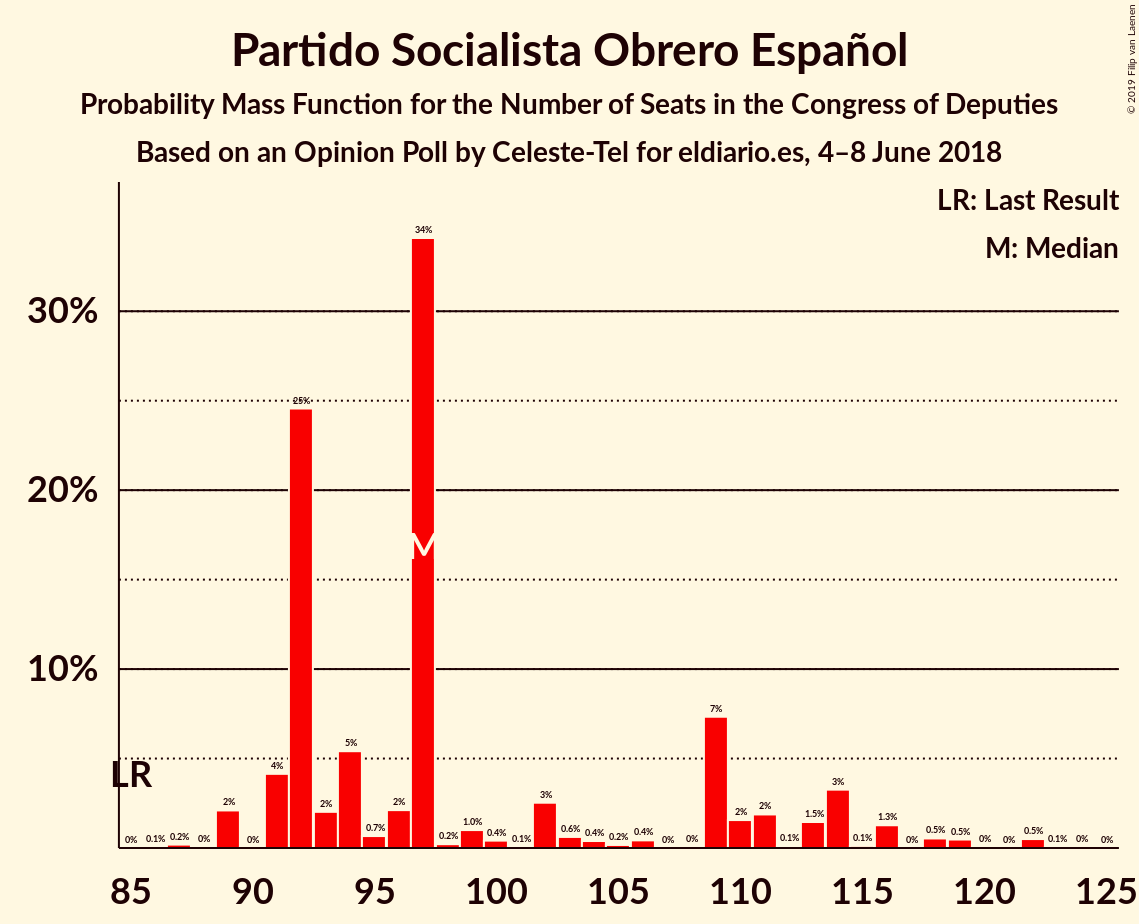 © 2019 Filip van Laenen
Partido Socialista Obrero Español
Probability Mass Function for the Number of Seats in the Congress of Deputies
Based on an Opinion Poll by Celeste-Tel for eldiario.es, 4–8 June 2018
LR: Last Result
M: Median
30%
20%
10%
LR
M
0% 0.1% 0.2% 0% 2% 0% 4% 25% 2% 5% 0.7% 2% 34% 0.2% 1.0% 0.4% 0.1% 3% 0.6% 0.4% 0.2% 0.4% 0% 0% 7% 2% 2% 0.1% 1.5% 3% 0.1% 1.3% 0% 0.5% 0.5% 0% 0% 0.5% 0.1% 0% 0%
85 90 95 100 105 110 115 120 125